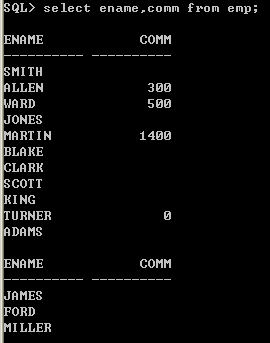 SQL> select ename,comm from emp;
ENAME            COMM
---------- ----------
SMITH
ALLEN             300
WARD              500
JONES
MARTIN           1400
BLAKE
CLARK
SCOTT
KING
TURNER              0
ADAMS
ENAME            COMM
---------- ----------
JAMES
FORD
MILLER